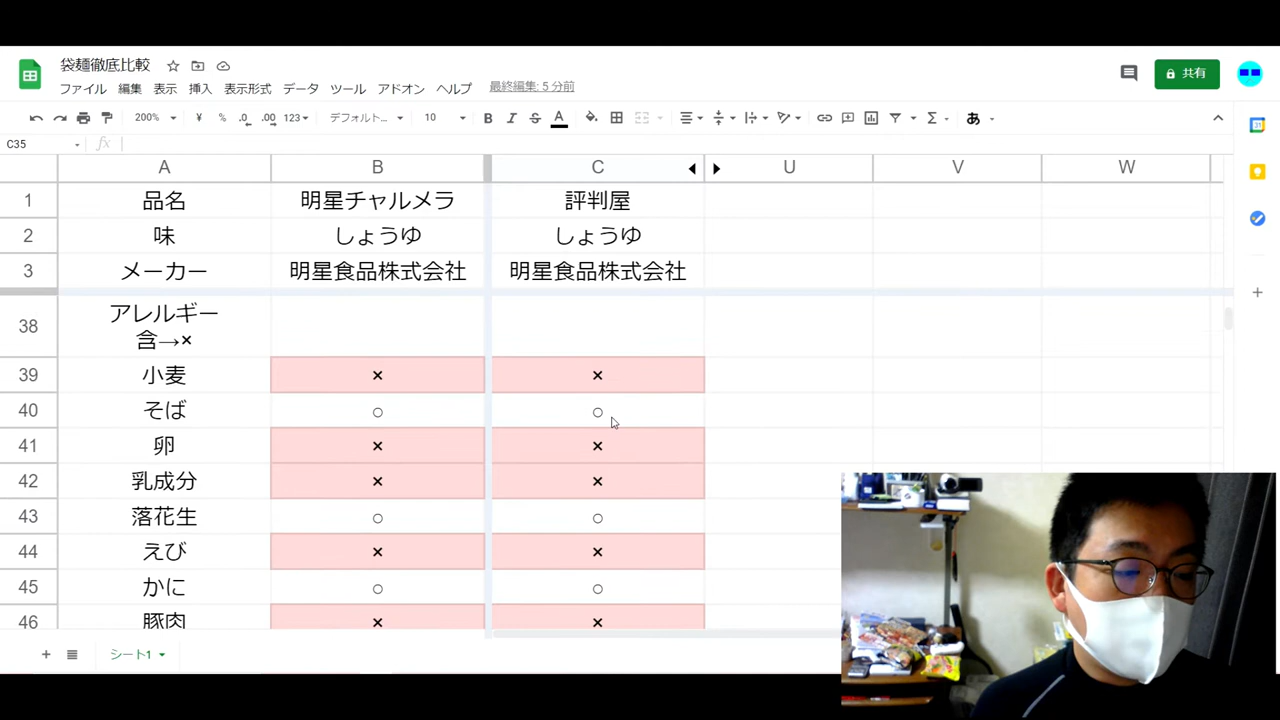 袋麺徹底比較
ファイル 編集 表示 挿入 表示形式 データ ツール アドオン ヘルプ 最終編集: 5 分前
共有
200% ¥ % .0 .00 123 デフォルト... 10 B I S A Σ あ
C35 fx
A B C U V W
1 品名 明星チャルメラ 評判屋
2 味 しょうゆ しょうゆ
3 メーカー 明星食品株式会社 明星食品株式会社
38 アレルギー
含→×
39 小麦 × ×
40 そば ○ ○
41 卵 × ×
42 乳成分 × ×
43 落花生 ○ ○
44 えび × ×
45 かに ○ ○
46 豚肉 × ×
シート1